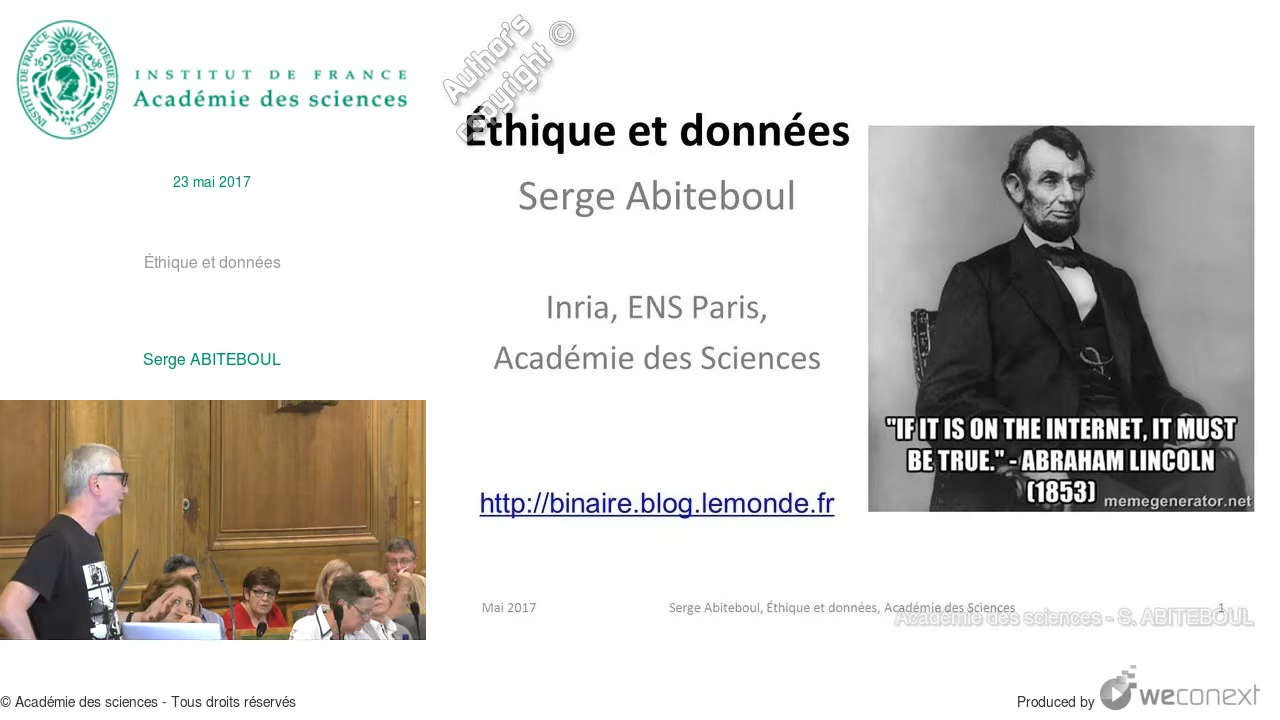 INSTITUT DE FRANCE
Académie des sciences
23 mai 2017
Éthique et données
Serge ABITEBOUL
Author's
Copyright ©
Éthique et données
Serge Abiteboul
Inria, ENS Paris,
Académie des Sciences
http://binaire.blog.lemonde.fr
"IF IT IS ON THE INTERNET, IT MUST
BE TRUE." - ABRAHAM LINCOLN
(1853)
memegenerator.net
Mai 2017
Serge Abiteboul, Éthique et données, Académie des Sciences
1
Académie des sciences - S. ABITEBOUL
© Académie des sciences - Tous droits réservés
Produced by
weconext